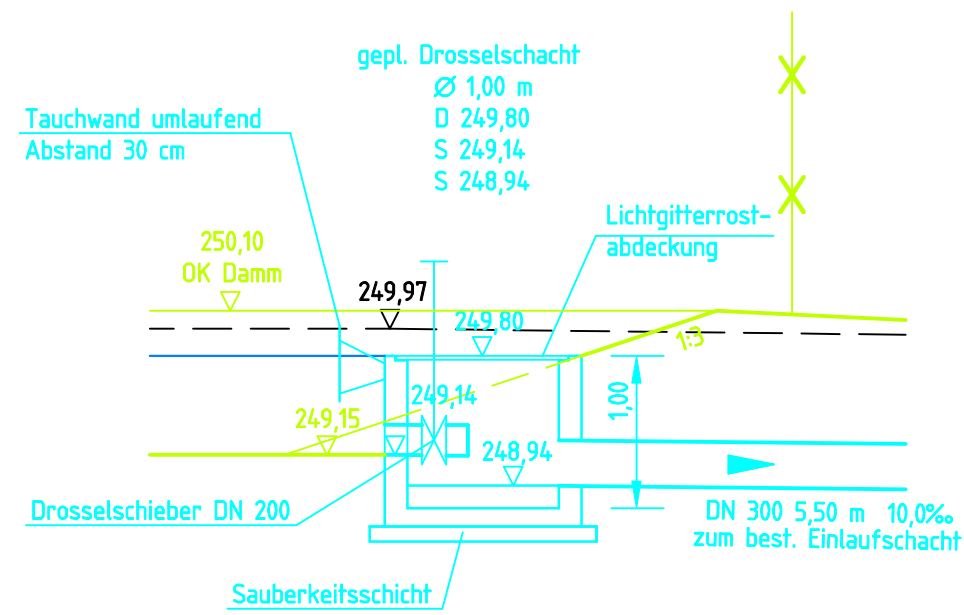 gepl. Drosselschacht
Ø 1,00 m
D 249,80
S 249,14
S 248,94
Tauchwand umlaufend
Abstand 30 cm
Lichtgitterrost-
abdeckung
250,10
OK Damm
249,97
249,80
1:3
249,14
1,00
249,15
248,94
Drosselschieber DN 200
DN 300 5,50 m 10,0‰
zum best. Einlaufschacht
Sauberkeitsschicht